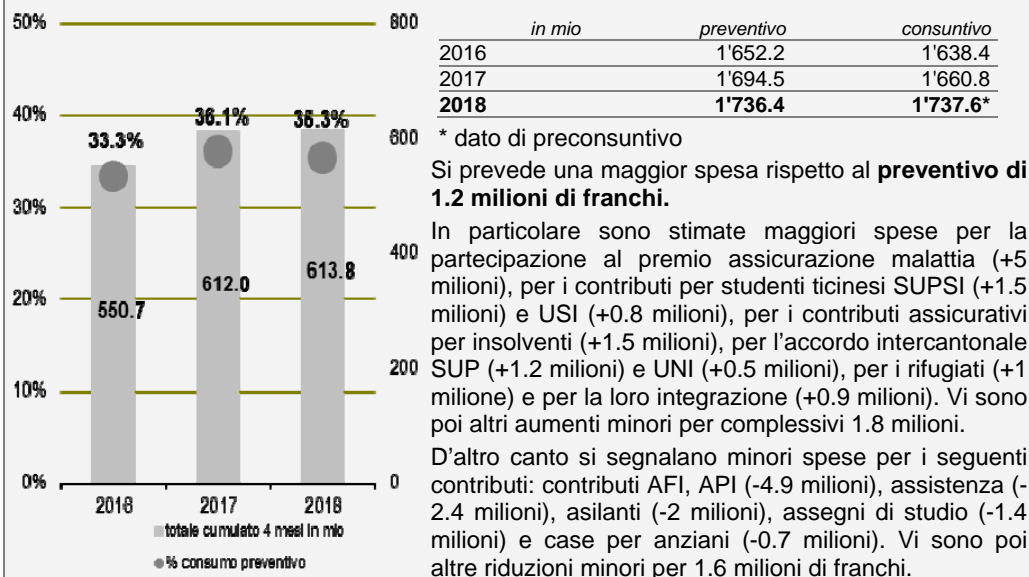 50%
40%
30%
20%
10%
0%
800
600
400
200
0
33.3%
36.1%
35.3%
550.7
612.0
613.8
2016
2017
2018
totale cumulato 4 mesi in mio
% consumo preventivo
in mio preventivo consuntivo
2016 1'652.2 1'638.4
2017 1'694.5 1'660.8
2018 1'736.4 1'737.6*
* dato di preconsuntivo
Si prevede una maggior spesa rispetto al preventivo di
1.2 milioni di franchi.
In particolare sono stimate maggiori spese per la
partecipazione al premio assicurazione malattia (+5
milioni), per i contributi per studenti ticinesi SUPSI (+1.5
milioni) e USI (+0.8 milioni), per i contributi assicurativi
per insolventi (+1.5 milioni), per l'accordo intercantonale
SUP (+1.2 milioni) e UNI (+0.5 milioni), per i rifugiati (+1
milione) e per la loro integrazione (+0.9 milioni). Vi sono
poi altri aumenti minori per complessivi 1.8 milioni.
D'altro canto si segnalano minori spese per i seguenti
contributi: contributi AFI, API (-4.9 milioni), assistenza (-
2.4 milioni), asilanti (-2 milioni), assegni di studio (-1.4
milioni) e case per anziani (-0.7 milioni). Vi sono poi
altre riduzioni minori per 1.6 milioni di franchi.